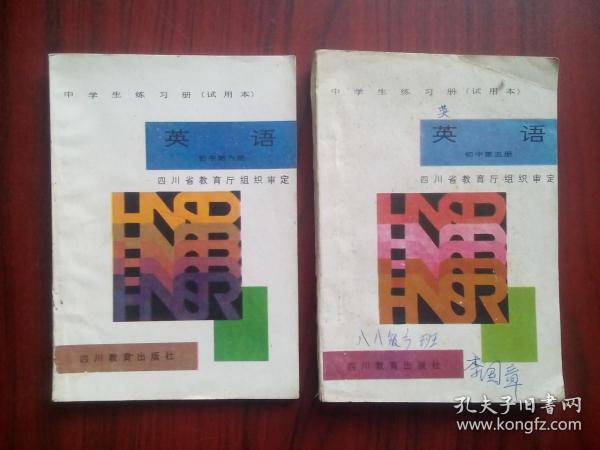 中学生练习册(试用本)
英语
初中第六册
四川省教育厅组织审定
四川教育出版社
中学生练习册(试用本)
英
英语
初中第五册
四川省教育厅组织审定
八八级 班
四川教育出版社
李国章
孔夫子旧书网
www.kongfz.com